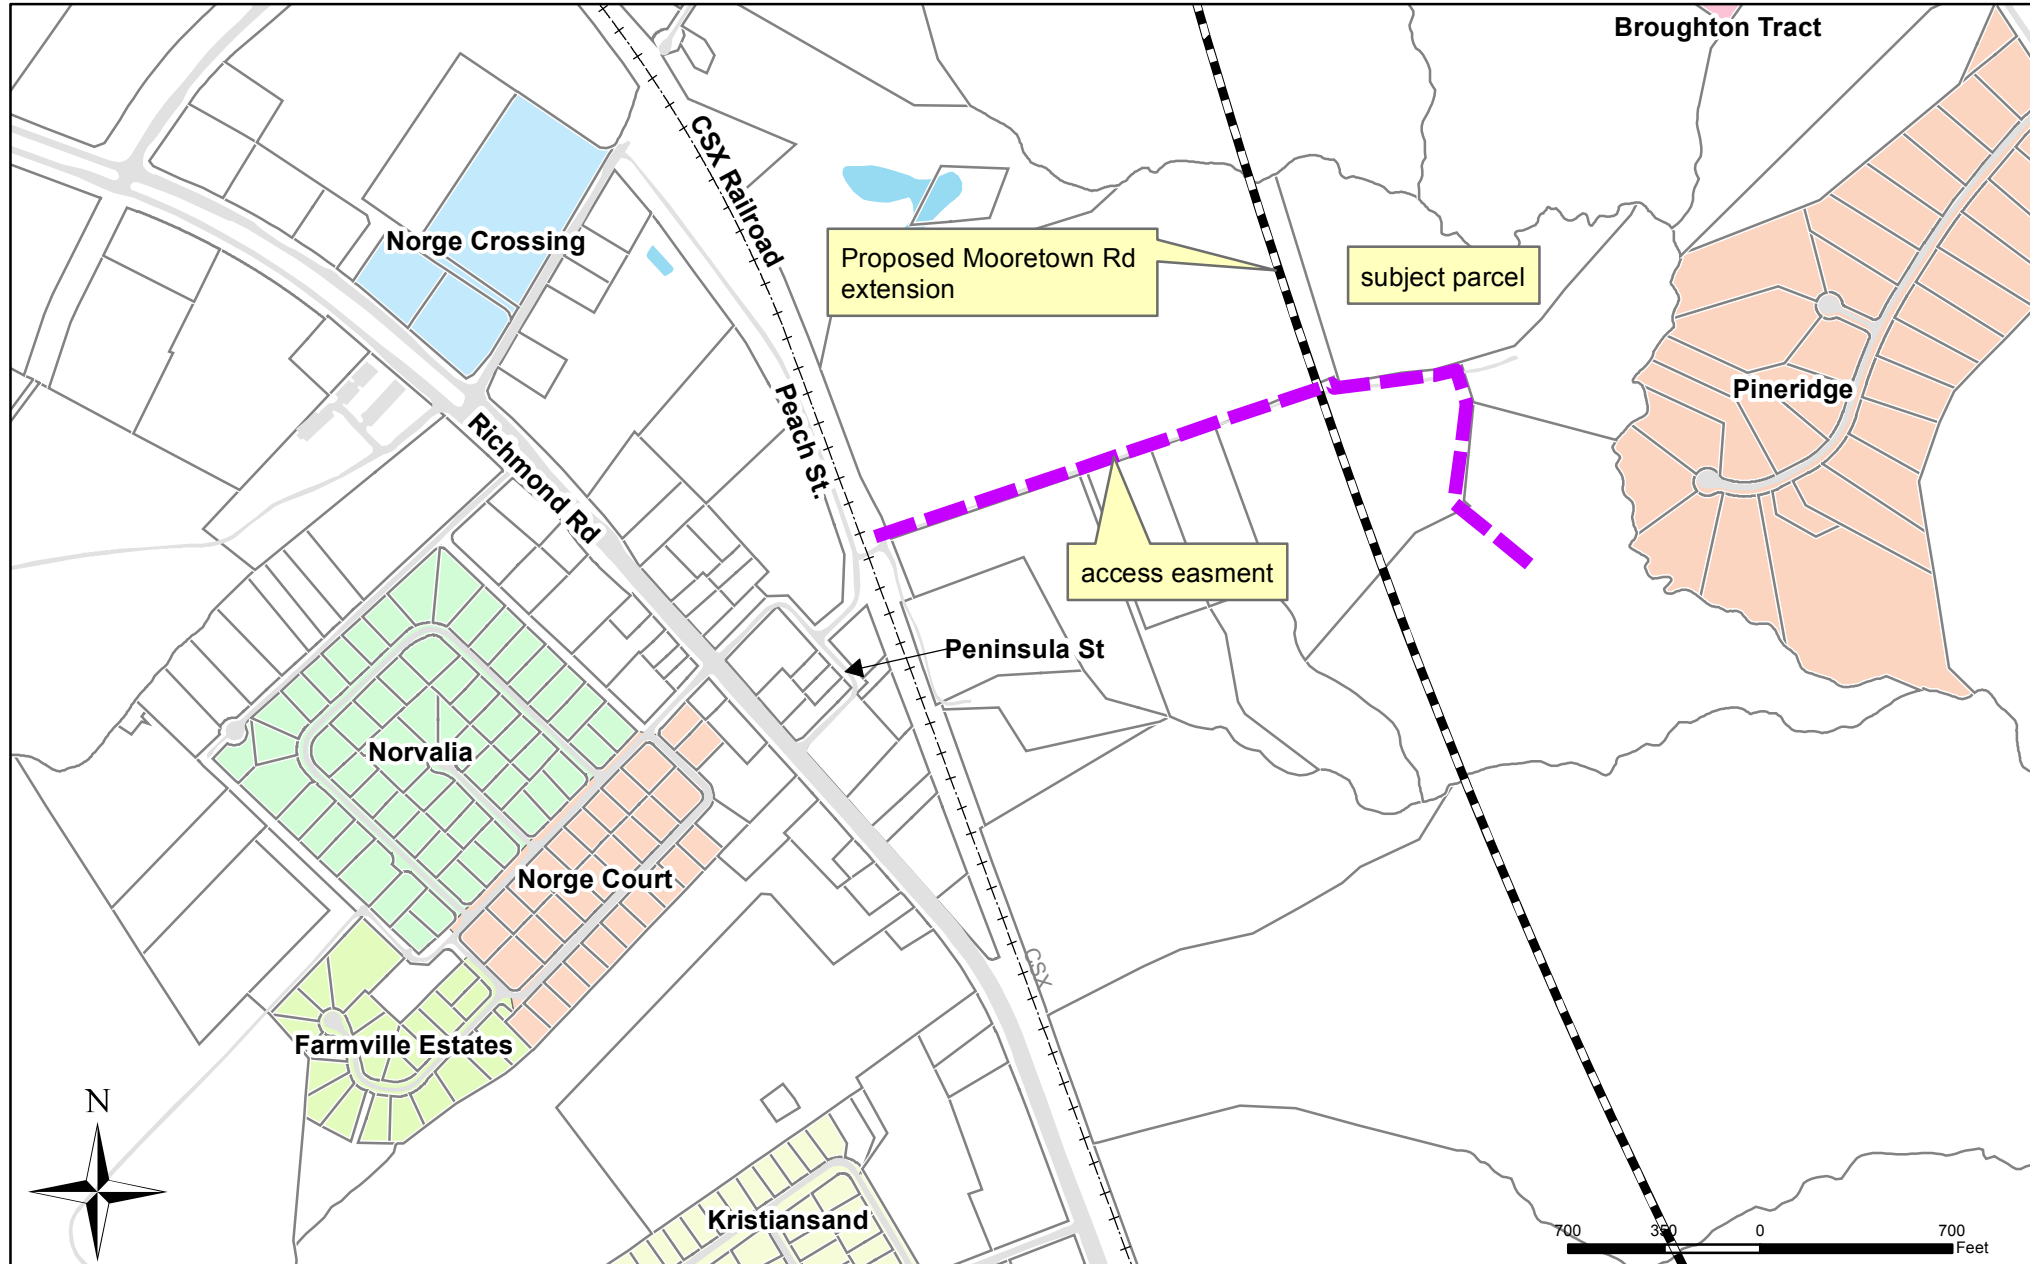 Broughton Tract
CSX Railroad
Norge Crossing
Proposed Mooretown Rd
extension
subject parcel
Pineridge
Peach St.
Richmond Rd
access easment
Peninsula St
Norvalia
Norge Court
CSX
Farmville Estates
N
Kristiansand
700 350 0 700
Feet